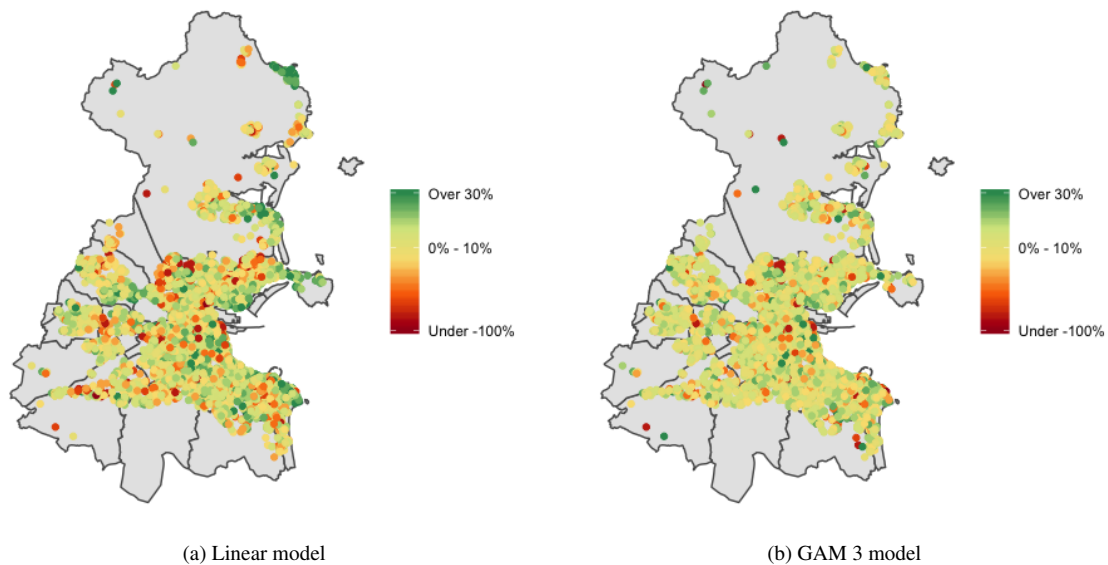 Over 30%
0% - 10%
Under -100%
Over 30%
0% - 10%
Under -100%
(a) Linear model
(b) GAM 3 model